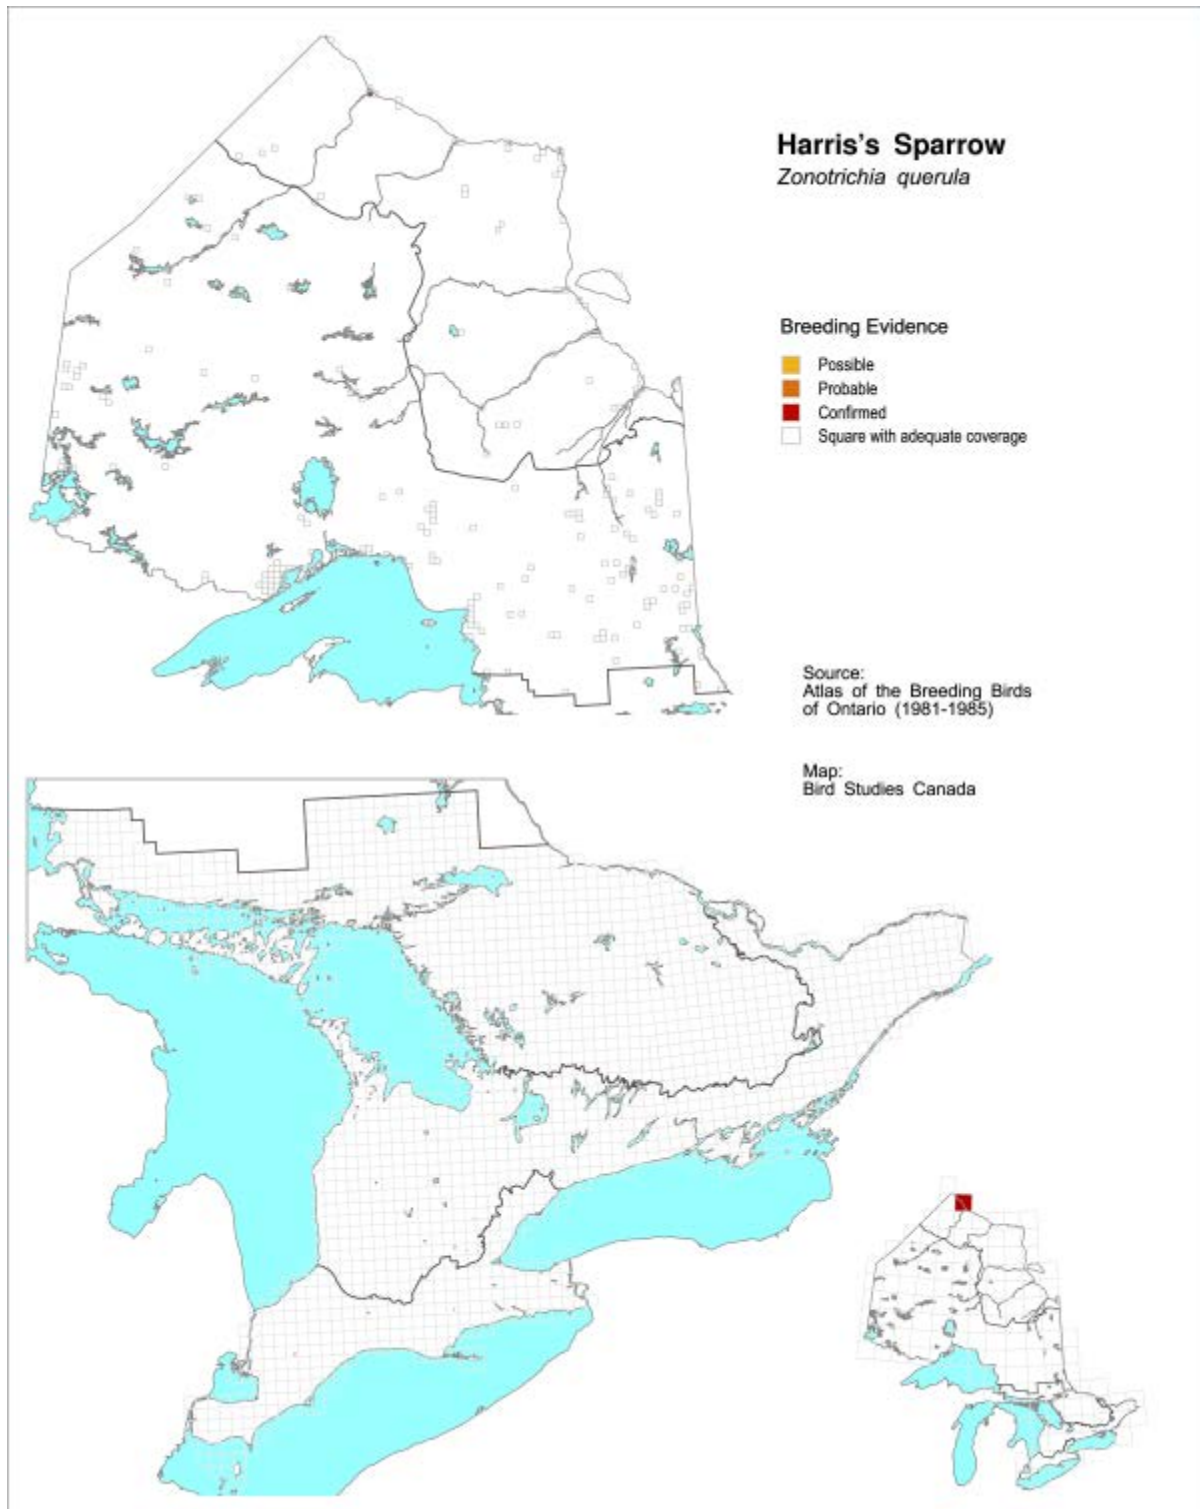 Harris's Sparrow
Zonotrichia querula
Breeding Evidence
Possible
Probable
Confirmed
Square with adequate coverage
Source:
Atlas of the Breeding Birds
of Ontario (1981-1985)
Map:
Bird Studies Canada